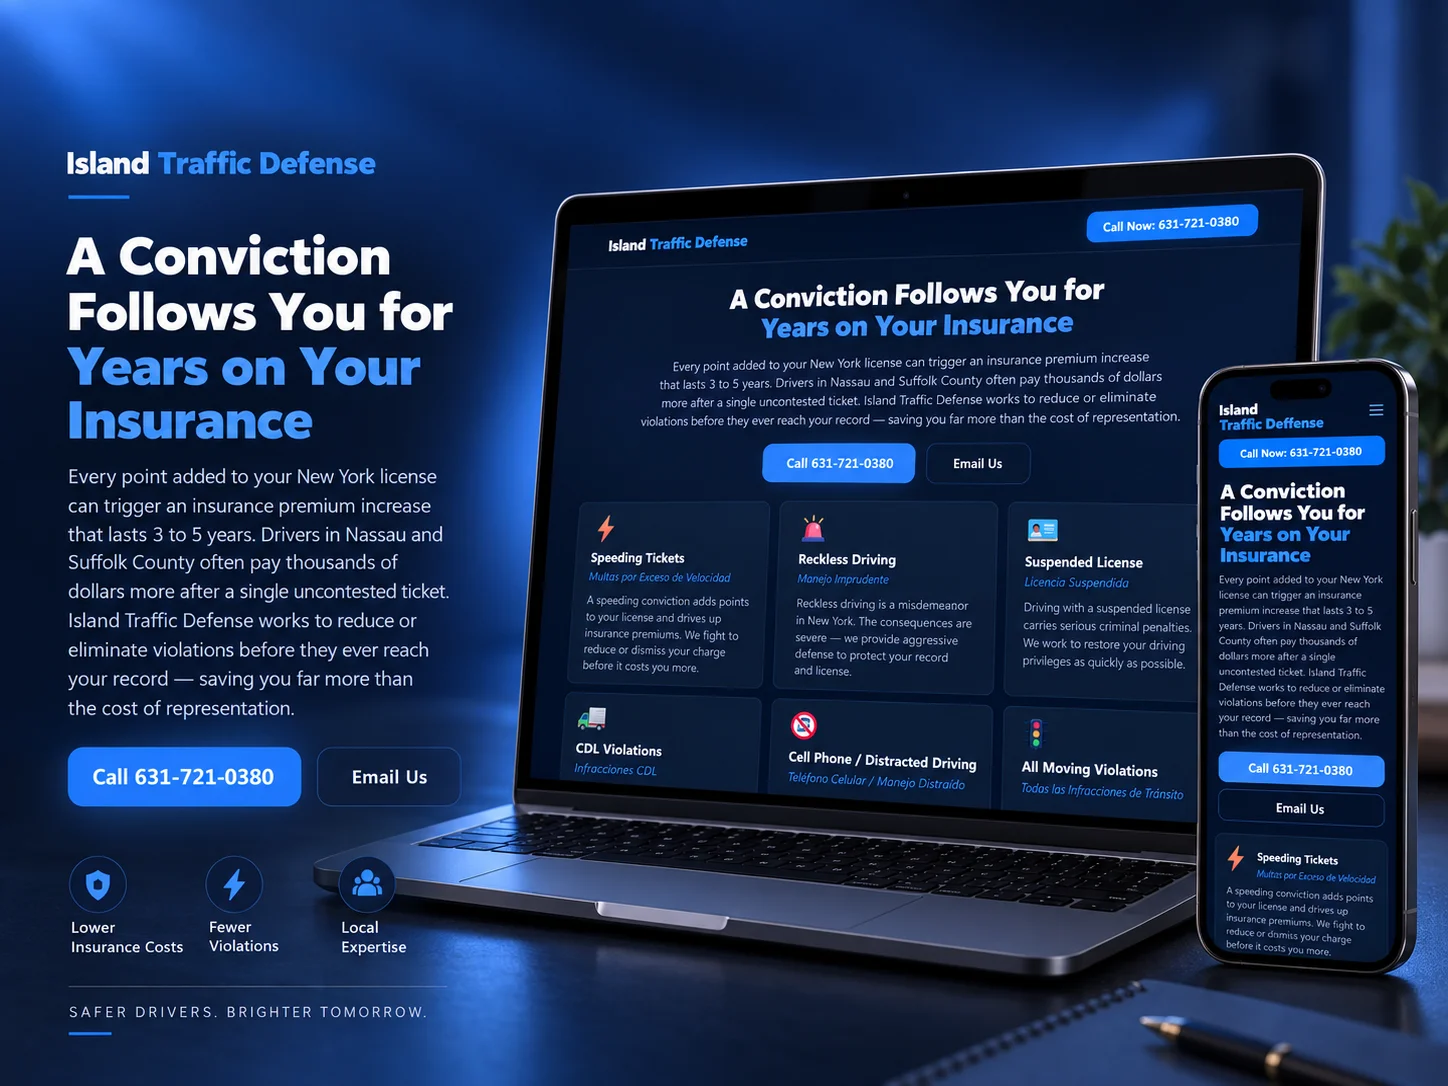 Island Traffic Defense
A Conviction
Follows You for
Years on Your
Insurance
Every point added to your New York license
can trigger an insurance premium increase
that lasts 3 to 5 years. Drivers in Nassau and
Suffolk County often pay thousands of
dollars more after a single uncontested ticket.
Island Traffic Defense works to reduce or
eliminate violations before they ever reach
your record — saving you far more than
the cost of representation.
Call 631-721-0380
Email Us
Lower
Insurance Costs
Fewer
Violations
Local
Expertise
SAFER DRIVERS. BRIGHTER TOMORROW.
Island Traffic Defense
Call Now: 631-721-0380
A Conviction Follows You for
Years on Your Insurance
Every point added to your New York license can trigger an insurance premium increase
that lasts 3 to 5 years. Drivers in Nassau and Suffolk County often pay thousands of dollars
more after a single uncontested ticket. Island Traffic Defense works to reduce or eliminate
violations before they ever reach your record — saving you far more than the cost of representation.
Call 631-721-0380
Email Us
Speeding Tickets
Multas por Exceso de Velocidad
A speeding conviction adds points
to your license and drives up
insurance premiums. We fight to
reduce or dismiss your charge
before it costs you more.
Reckless Driving
Manejo Imprudente
Reckless driving is a misdemeanor
in New York. The consequences are
severe — we provide aggressive
defense to protect your record
and license.
Suspended License
Licencia Suspendida
Driving with a suspended license
carries serious criminal penalties.
We work to restore your driving
privileges as quickly as possible.
CDL Violations
Infracciones CDL
Cell Phone / Distracted Driving
Teléfono Celular / Manejo Distraído
All Moving Violations
Todas las Infracciones de Tránsito
Island
Traffic Deffense
Call Now: 631-721-0380
A Conviction
Follows You for
Years on Your
Insurance
Every point added to your New York
license can trigger an insurance
premium increase that lasts 3 to 5
years. Drivers in Nassau and Suffolk
County often pay thousands of
dollars more after a single
uncontested ticket. Island Traffic
Defense works to reduce or eliminate
violations before they ever reach
your record — saving you far more
than the cost of representation.
Call 631-721-0380
Email Us
Speeding Tickets
Multas por Exceso de Velocidad
A speeding conviction adds points
to your license and drives up
insurance premiums. We fight to
reduce or dismiss your charge
before it costs you more.